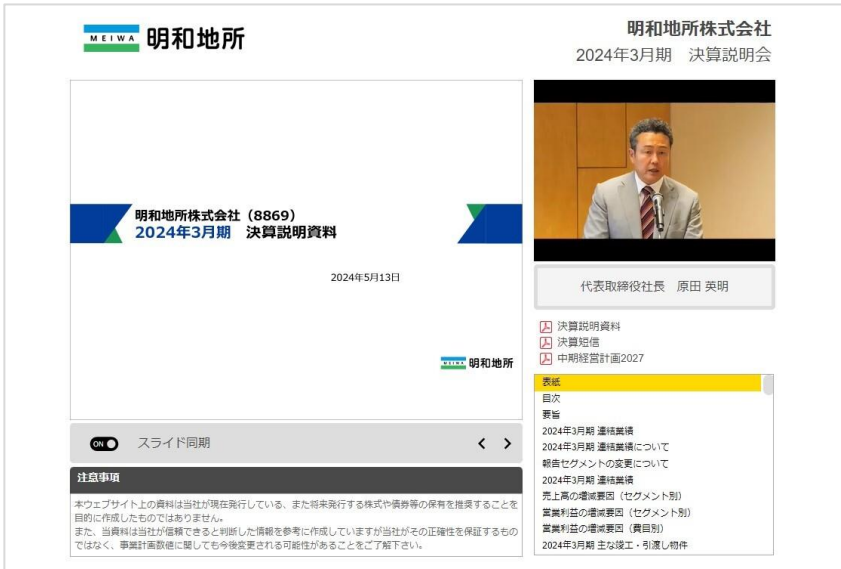 MEIWA 明和地所
明和地所株式会社
2024年3月期 決算説明会
明和地所株式会社（8869）
2024年3月期 決算説明資料
2024年5月13日
MEIWA 明和地所
代表取締役社長 原田 英明
決算説明資料
決算短信
中期経営計画2027
表紙
目次
要旨
2024年3月期 連結業績
2024年3月期 連結業績について
報告セグメントの変更について
2024年3月期 連結業績
売上高の増減要因（セグメント別）
営業利益の増減要因（セグメント別）
営業利益の増減要因（費目別）
2024年3月期 主な竣工・引渡し物件
ON スライド同期
注意事項
本ウェブサイト上の資料は当社が現在発行している、また将来発行する株式や債券等の保有を推奨することを
目的に作成したものではありません。
また、当資料は当社が信頼できると判断した情報を参考に作成していますが当社がその正確性を保証するもの
ではなく、事業計画数値に関しても今後変更される可能性があることをご了解下さい。